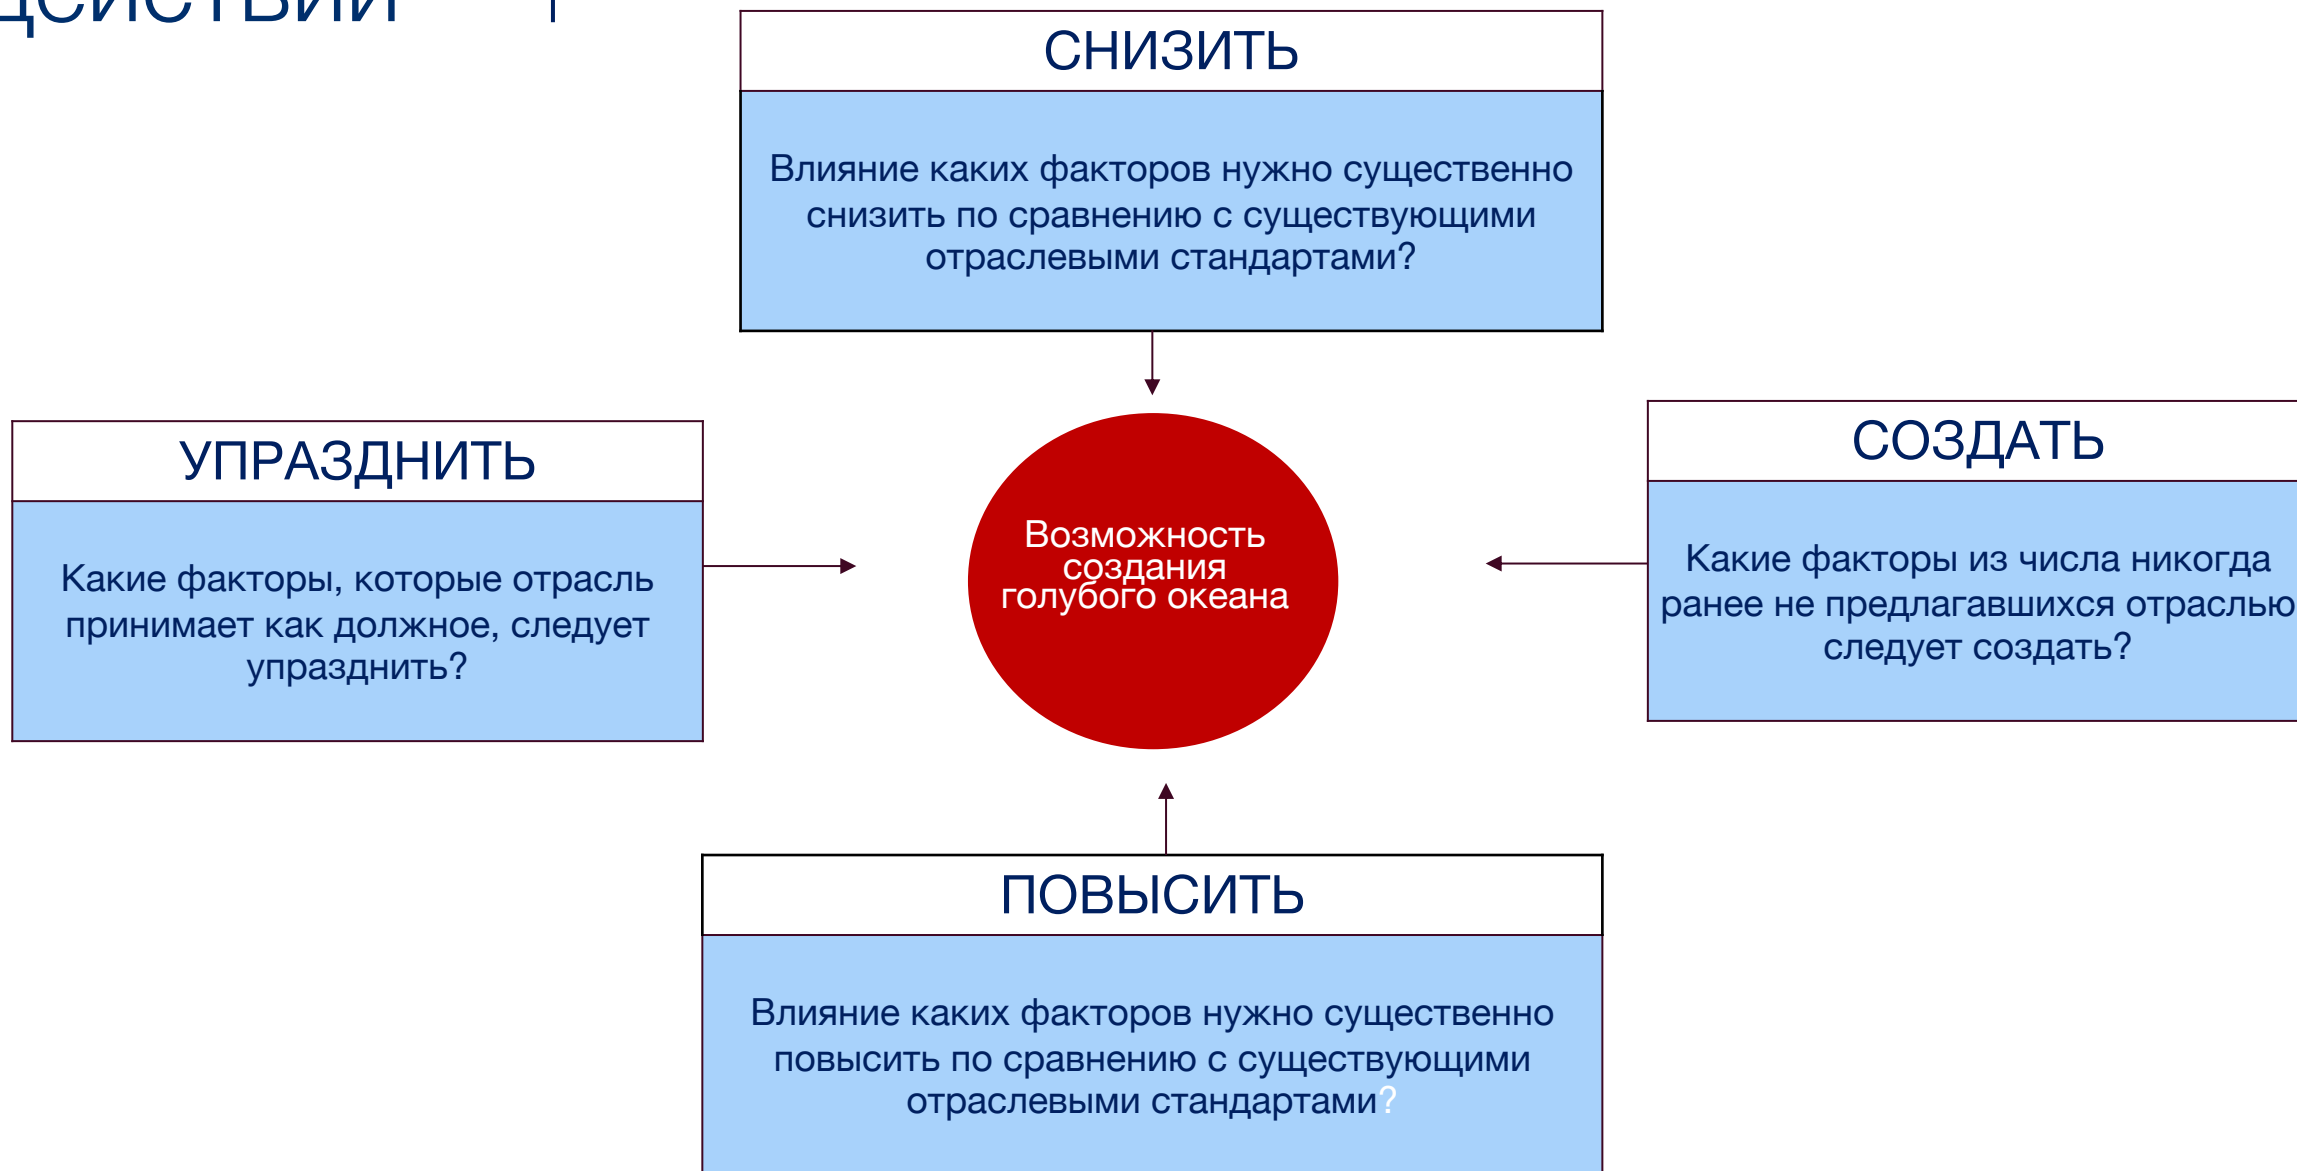 ДЕЙСТВИЙ
СНИЗИТЬ
Влияние каких факторов нужно существенно
снизить по сравнению с существующими
отраслевыми стандартами?
УПРАЗДНИТЬ
Какие факторы, которые отрасль
принимает как должное, следует
упразднить?
Возможность
создания
голубого океана
СОЗДАТЬ
Какие факторы из числа никогда
ранее не предлагавшихся отраслью
следует создать?
ПОВЫСИТЬ
Влияние каких факторов нужно существенно
повысить по сравнению с существующими
отраслевыми стандартами?